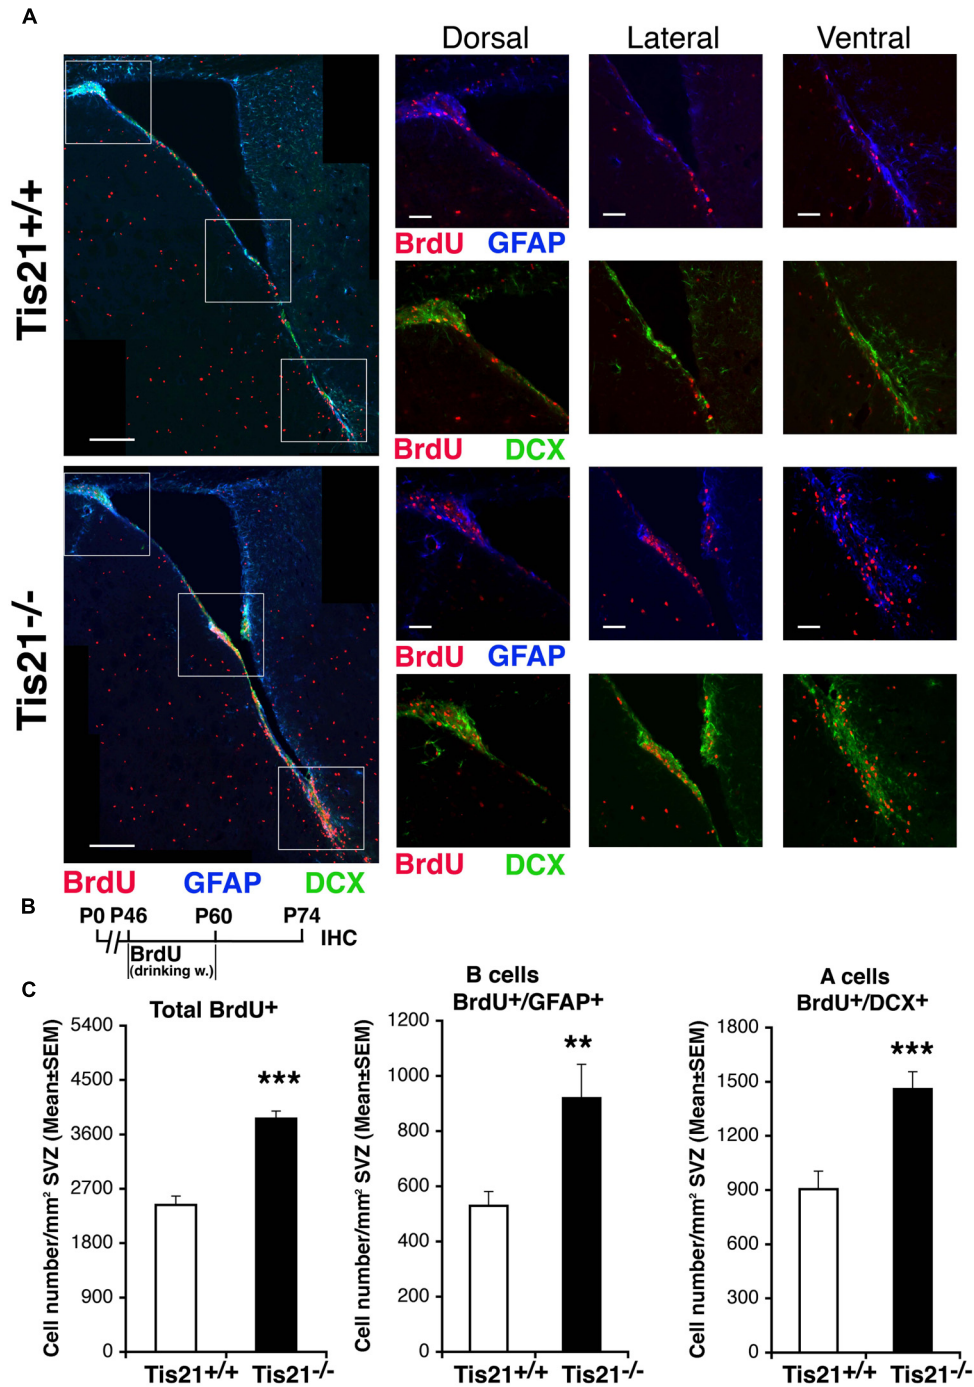 A
Dorsal Lateral Ventral
Tis21+/+
BrdU GFAP
BrdU DCX
Tis21-/-
BrdU GFAP
BrdU DCX
BrdU GFAP DCX
B
P0 P46 P60 P74
IHC
BrdU
(drinking w.)
C
Total BrdU+
Cell number/mm² SVZ (Mean±SEM)
5400
4500
3600
2700
1800
900
0
***
Tis21+/+ Tis21-/-
B cells
BrdU+/GFAP+
Cell number/mm² SVZ (Mean±SEM)
1200
1000
800
600
400
200
0
**
Tis21+/+ Tis21-/-
A cells
BrdU+/DCX+
Cell number/mm² SVZ (Mean±SEM)
1800
1500
1200
900
600
300
0
***
Tis21+/+ Tis21-/-